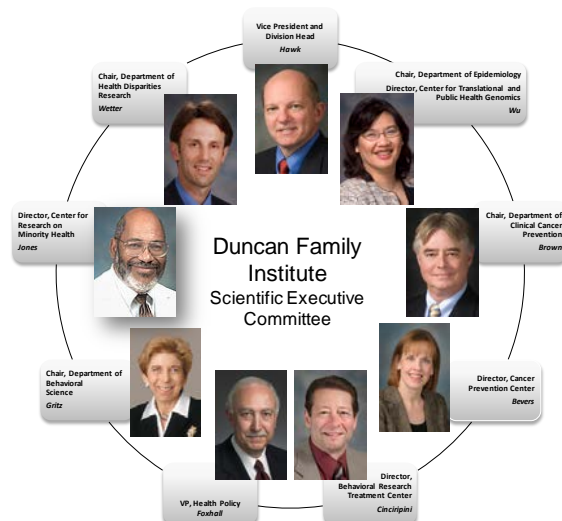 Vice President and
Division Head
Hawk
Chair, Department of Epidemiology
Director, Center for Translational and
Public Health Genomics
Wu
Chair, Department of
Clinical Cancer
Prevention
Brown
Director, Cancer
Prevention Center
Bevers
Director,
Behavioral Research
Treatment Center
Cinciripini
VP, Health Policy
Foxhall
Chair, Department of
Behavioral
Science
Gritz
Director, Center for
Research on
Minority Health
Jones
Chair, Department of
Health Disparities
Research
Wetter
Duncan Family
Institute
Scientific Executive
Committee